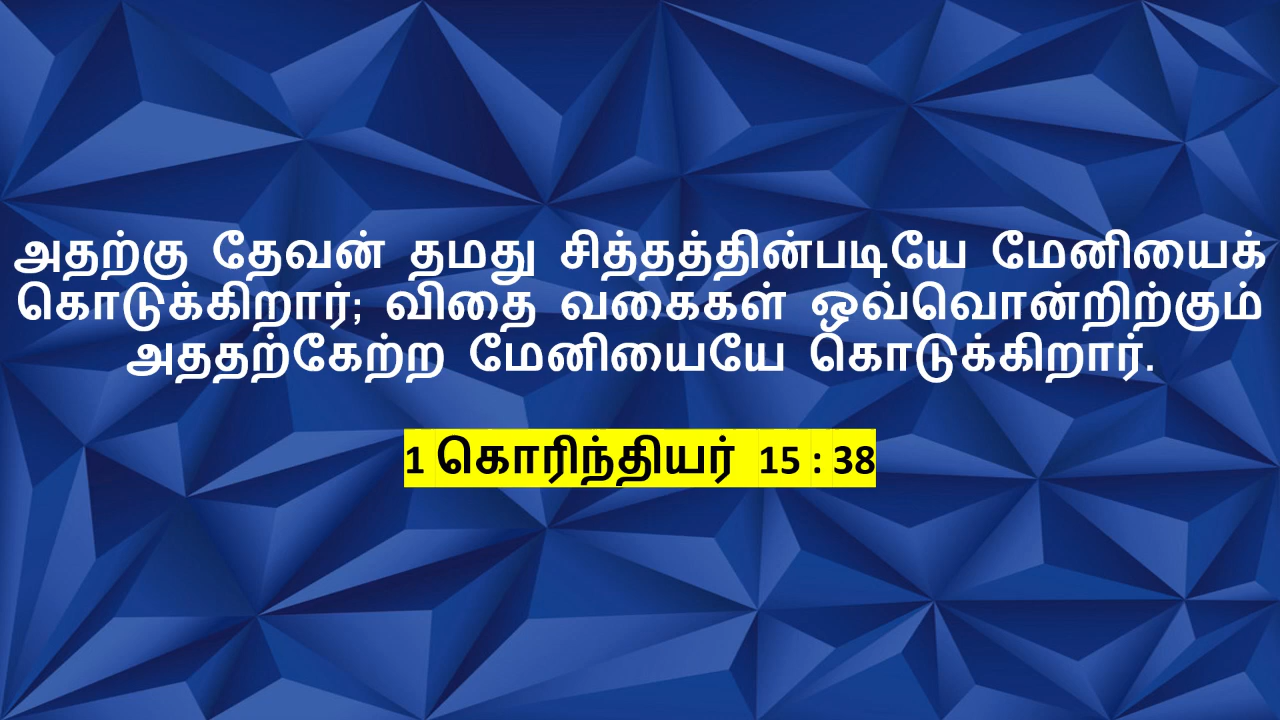 அதற்கு தேவன் தமது சித்தத்தின்படியே மேனியைக்
கொடுக்கிறார்; விதை வகைகள் ஒவ்வொன்றிற்கும்
அததற்கேற்ற மேனியையே கொடுக்கிறார்.
1 கொரிந்தியர் 15 : 38